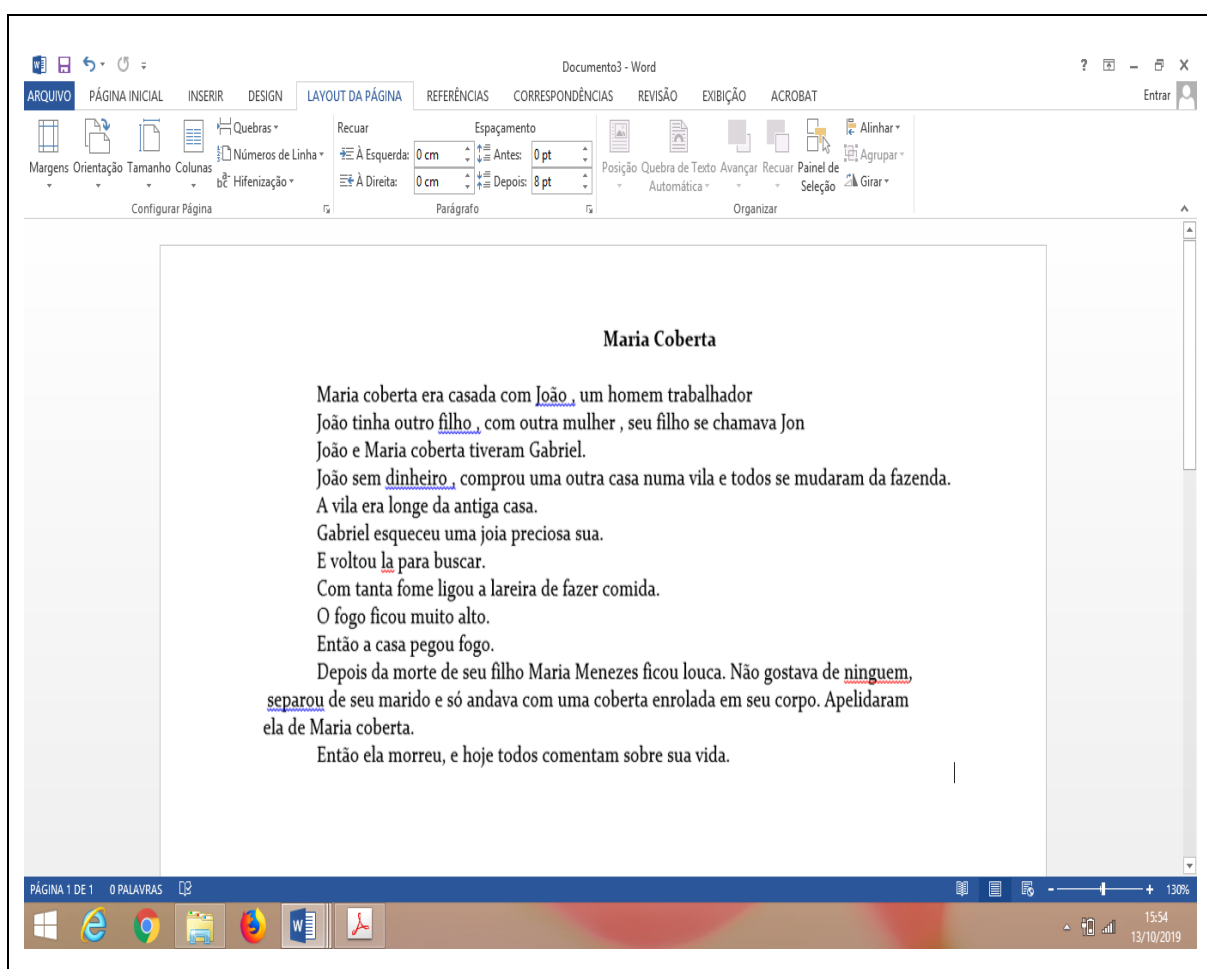 Documento3 - Word
ARQUIVO PÁGINA INICIAL INSERIR DESIGN LAYOUT DA PÁGINA REFERÊNCIAS CORRESPONDÊNCIAS REVISÃO EXIBIÇÃO ACROBAT Entrar
Margens Orientação Tamanho Colunas
Quebras
Números de Linha
Hifenização
Configurar Página
Recuar Espaçamento
À Esquerda: 0 cm Antes: 0 pt
À Direita: 0 cm Depois: 8 pt
Parágrafo
Posição Quebra de Texto Automática Avançar Recuar Painel de Seleção
Alinhar
Agrupar
Girar
Organizar
Maria Coberta
Maria coberta era casada com João , um homem trabalhador
João tinha outro filho , com outra mulher , seu filho se chamava Jon
João e Maria coberta tiveram Gabriel.
João sem dinheiro , comprou uma outra casa numa vila e todos se mudaram da fazenda.
A vila era longe da antiga casa.
Gabriel esqueceu uma joia preciosa sua.
E voltou la para buscar.
Com tanta fome ligou a lareira de fazer comida.
O fogo ficou muito alto.
Então a casa pegou fogo.
Depois da morte de seu filho Maria Menezes ficou louca. Não gostava de ninguem,
separou de seu marido e só andava com uma coberta enrolada em seu corpo. Apelidaram
ela de Maria coberta.
Então ela morreu, e hoje todos comentam sobre sua vida.
PÁGINA 1 DE 1 0 PALAVRAS 130%
15:54
13/10/2019